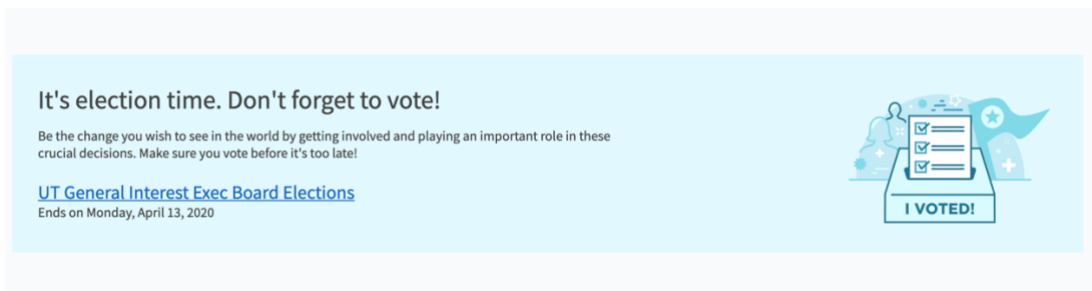 It's election time. Don't forget to vote!
Be the change you wish to see in the world by getting involved and playing an important role in these
crucial decisions. Make sure you vote before it's too late!
UT General Interest Exec Board Elections
Ends on Monday, April 13, 2020
I VOTED!